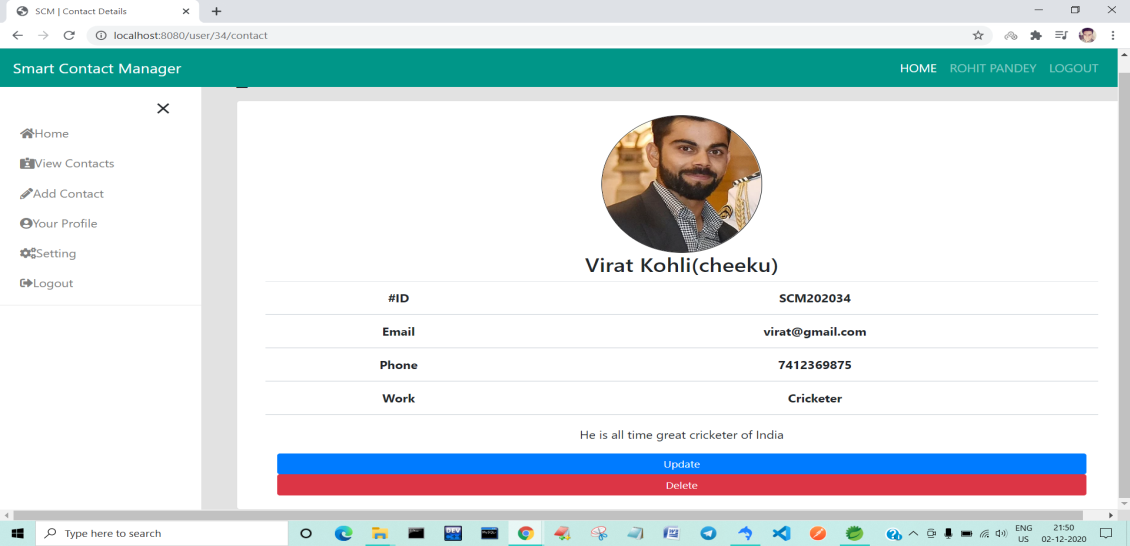 SCM | Contact Details
localhost:8080/user/34/contact
Smart Contact Manager
HOME ROHIT PANDEY LOGOUT
Home
View Contacts
Add Contact
Your Profile
Setting
Logout
Virat Kohli(cheeku)
#ID SCM202034
Email virat@gmail.com
Phone 7412369875
Work Cricketer
He is all time great cricketer of India
Update
Delete
Type here to search
DEV
ENG
US
21:50
02-12-2020